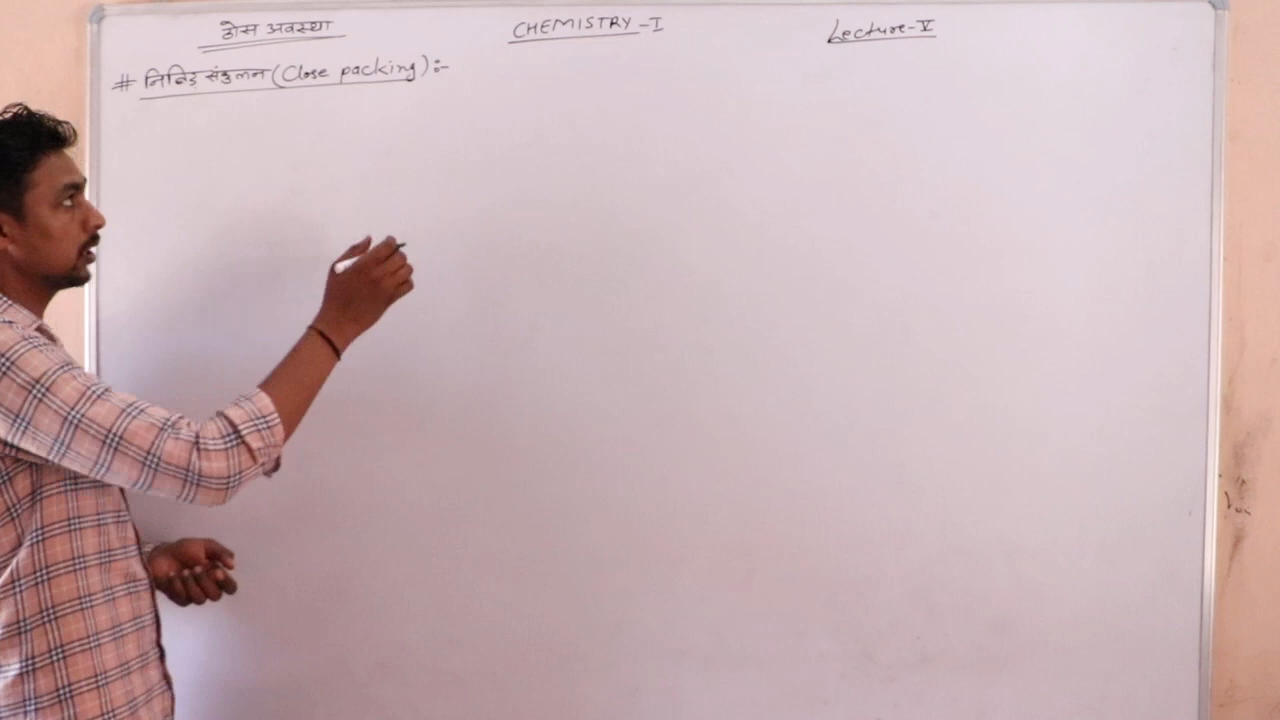 ठोस अवस्था CHEMISTRY-I Lecture-V
# निबिड़ संकुलन (Close packing):-